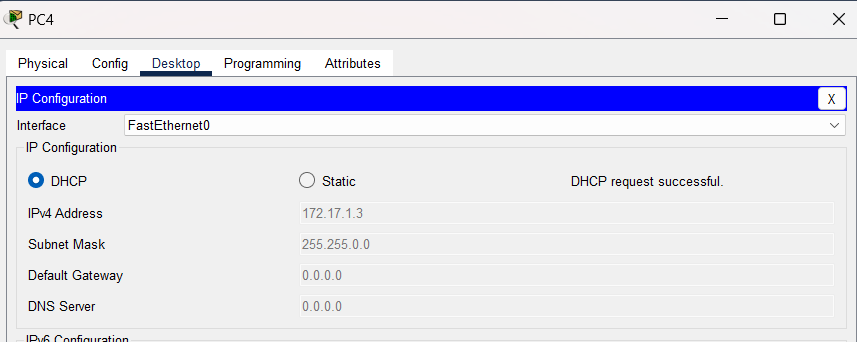 PC4
Physical Config Desktop Programming Attributes
IP Configuration X
Interface FastEthernet0
IP Configuration
DHCP Static DHCP request successful.
IPv4 Address 172.17.1.3
Subnet Mask 255.255.0.0
Default Gateway 0.0.0.0
DNS Server 0.0.0.0
IPv6 Configuration